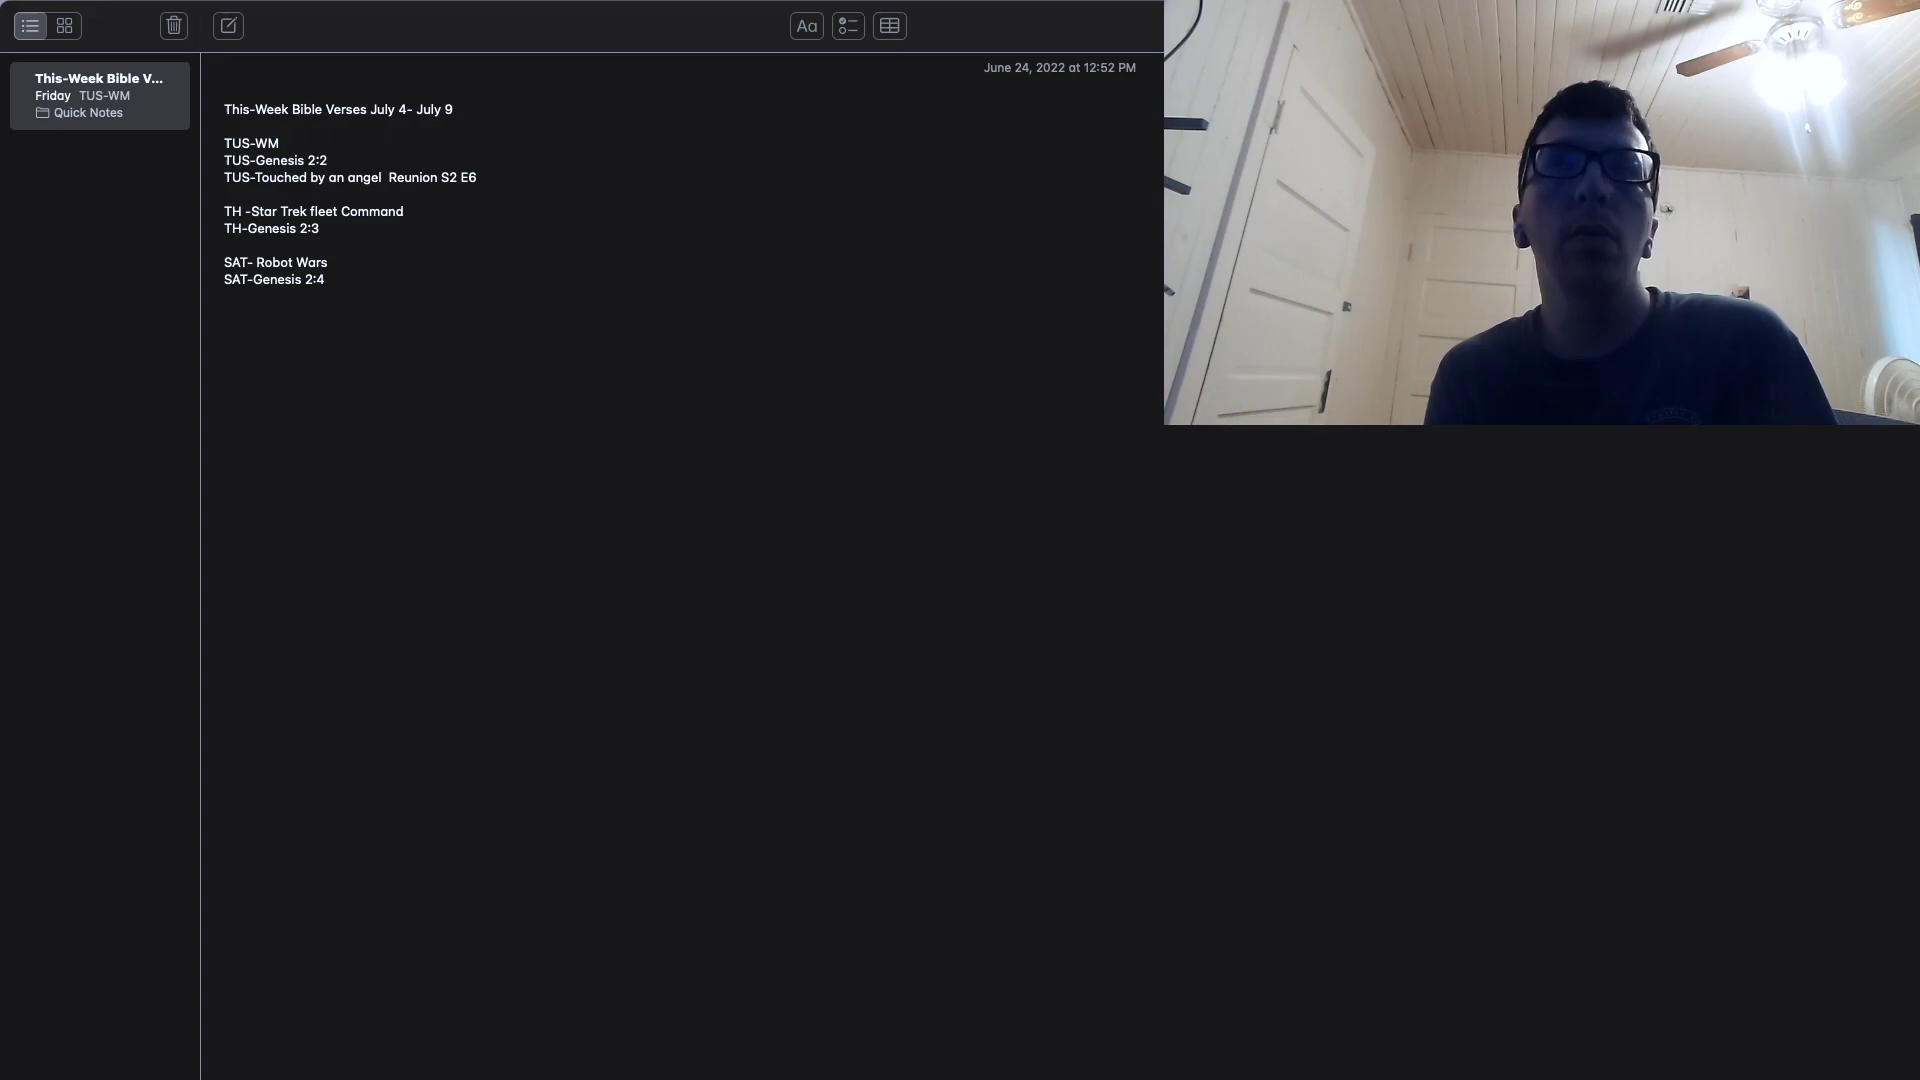 This-Week Bible V...
Friday TUS-WM
Quick Notes
Aa
June 24, 2022 at 12:52 PM
This-Week Bible Verses July 4- July 9
TUS-WM
TUS-Genesis 2:2
TUS-Touched by an angel  Reunion S2 E6
TH -Star Trek fleet Command
TH-Genesis 2:3
SAT- Robot Wars
SAT-Genesis 2:4